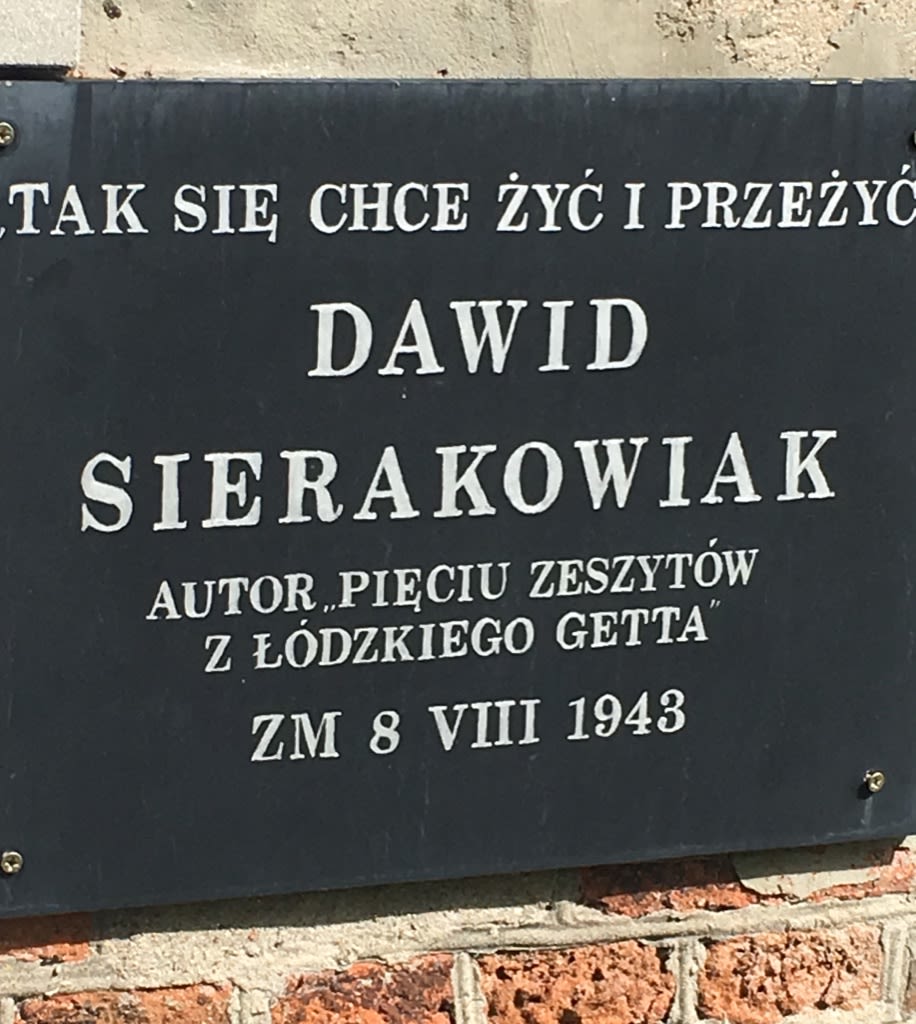 „TAK SIĘ CHCE ŻYĆ I PRZEŻYĆ
DAWID
SIERAKOWIAK
AUTOR „PIĘCIU ZESZYTÓW
Z ŁÓDZKIEGO GETTA”
ZM 8 VIII 1943